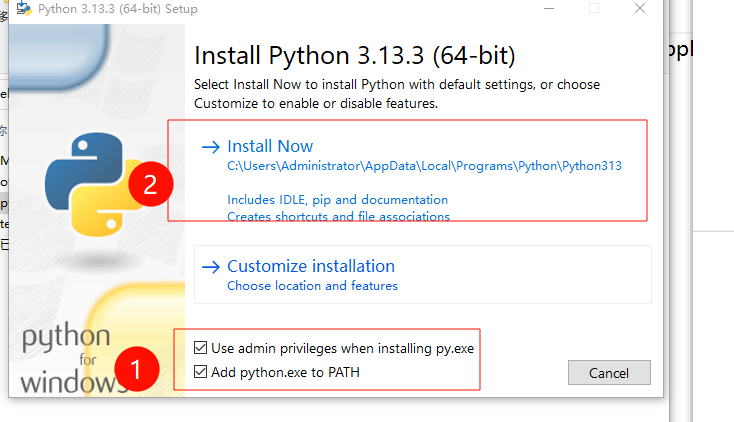 Python 3.13.3 (64-bit) Setup
Install Python 3.13.3 (64-bit)
Select Install Now to install Python with default settings, or choose
Customize to enable or disable features.
Install Now
C:\Users\Administrator\AppData\Local\Programs\Python\Python313
2
Includes IDLE, pip and documentation
Creates shortcuts and file associations
Customize installation
Choose location and features
python
for
windows
1
Use admin privileges when installing py.exe
Add python.exe to PATH
Cancel